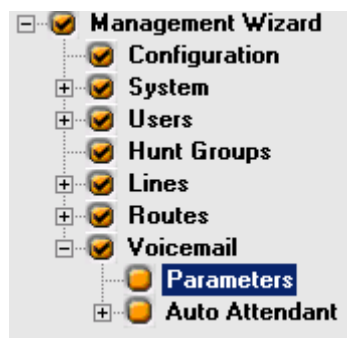 Management Wizard
Configuration
System
Users
Hunt Groups
Lines
Routes
Voicemail
Parameters
Auto Attendant